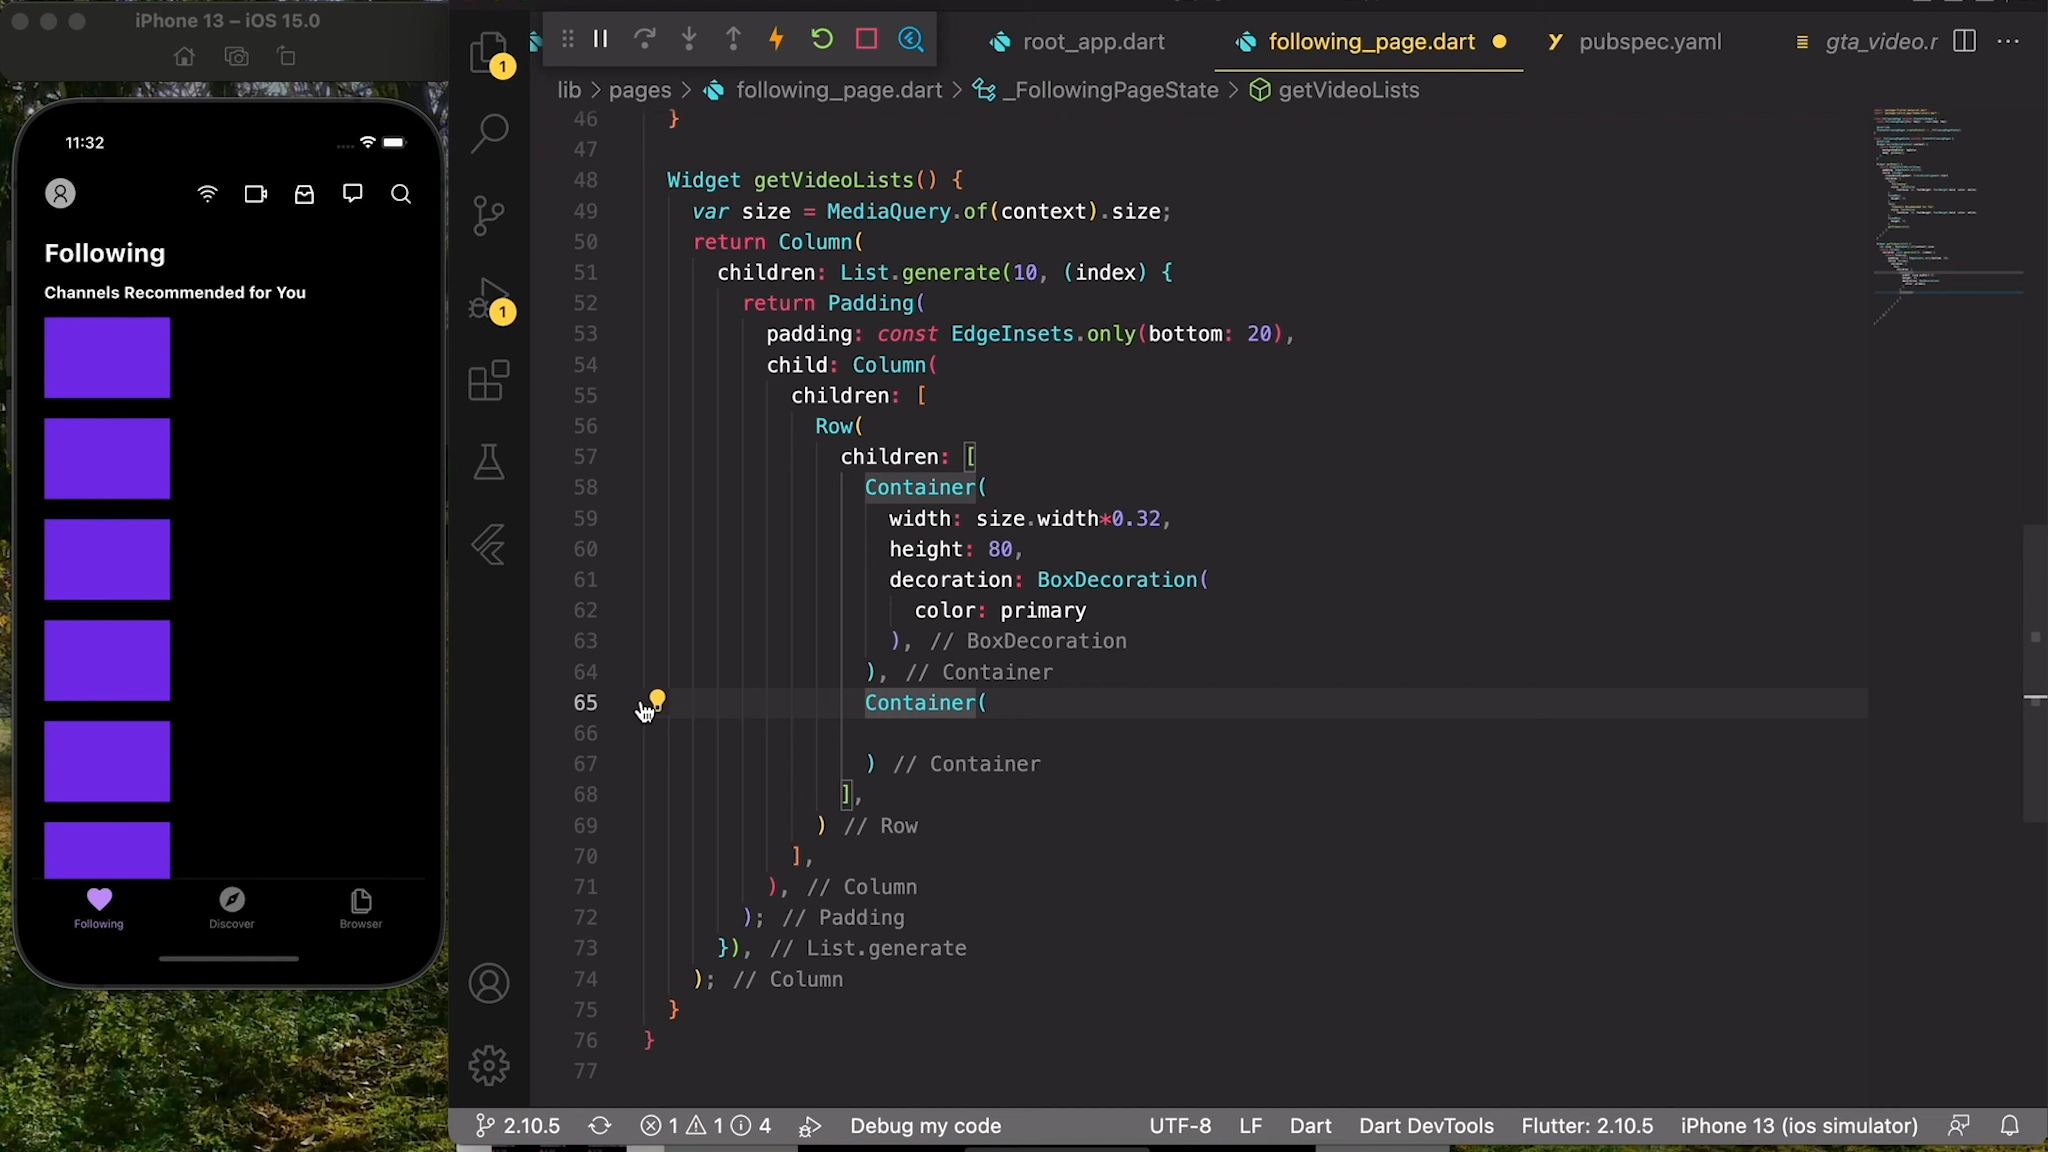 iPhone 13 – iOS 15.0
11:32
Following
Channels Recommended for You
Following
Discover
Browser
1
1
root_app.dart
following_page.dart
pubspec.yaml
gta_video.r
lib > pages > following_page.dart > _FollowingPageState > getVideoLists
46 }
47
48 Widget getVideoLists() {
49 var size = MediaQuery.of(context).size;
50 return Column(
51 children: List.generate(10, (index) {
52 return Padding(
53 padding: const EdgeInsets.only(bottom: 20),
54 child: Column(
55 children: [
56 Row(
57 children: [
58 Container(
59 width: size.width*0.32,
60 height: 80,
61 decoration: BoxDecoration(
62 color: primary
63 ), // BoxDecoration
64 ), // Container
65 Container(
66
67 ) // Container
68 ],
69 ) // Row
70 ],
71 ), // Column
72 ); // Padding
73 }), // List.generate
74 ); // Column
75 }
76 }
77
2.10.5 1 1 4 Debug my code UTF-8 LF Dart Dart DevTools Flutter: 2.10.5 iPhone 13 (ios simulator)